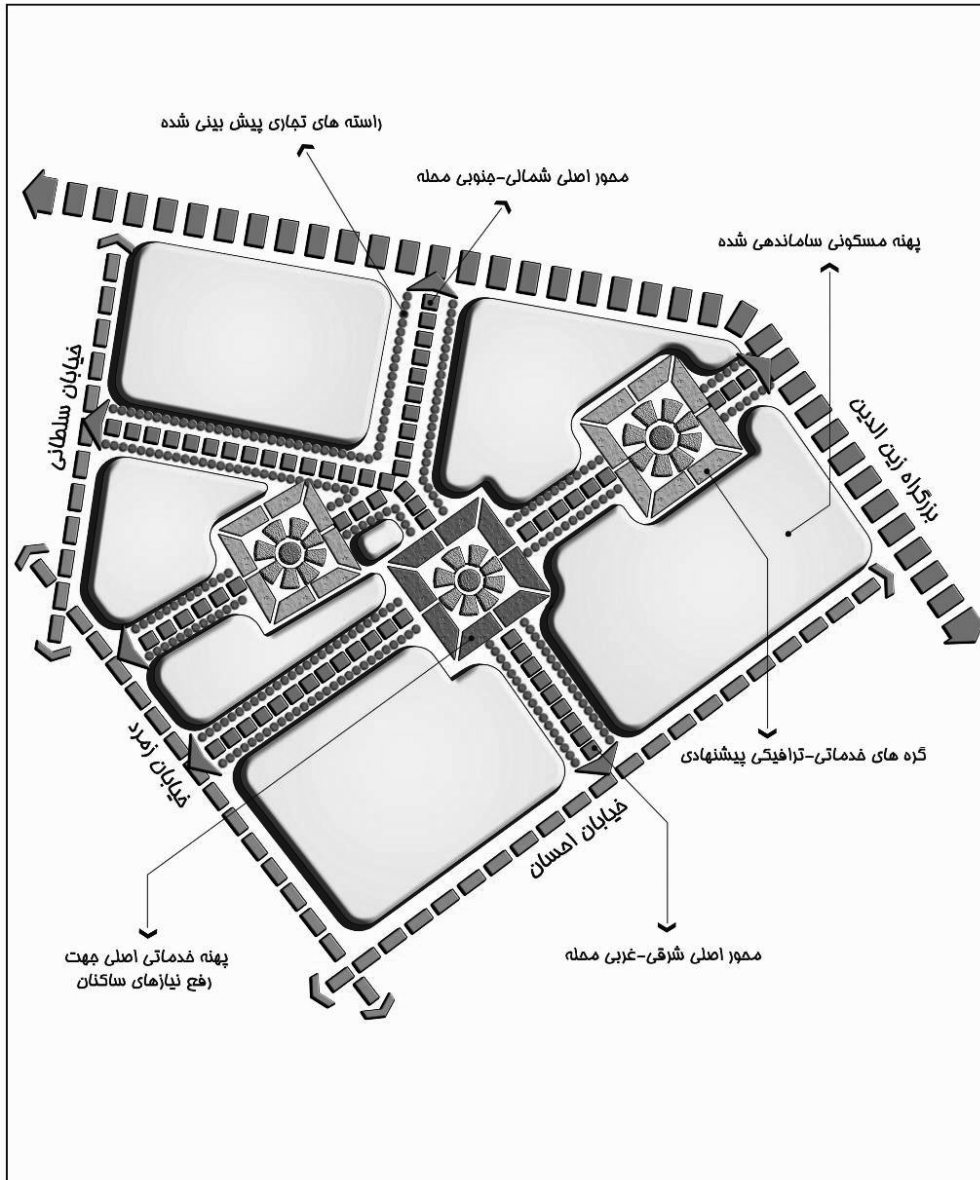 راسته های تجاری پیش بینی شده
محور اصلی شمالی-جنوبی محله
پهنه مسکونی ساماندهی شده
خیابان سلطانی
بزرگراه زین الدین
خیابان زمرد
گره های خدماتی-ترافیکی پیشنهادی
خیابان احسان
پهنه خدماتی اصلی جهت
رفع نیازهای ساکنان
محور اصلی شرقی-غربی محله